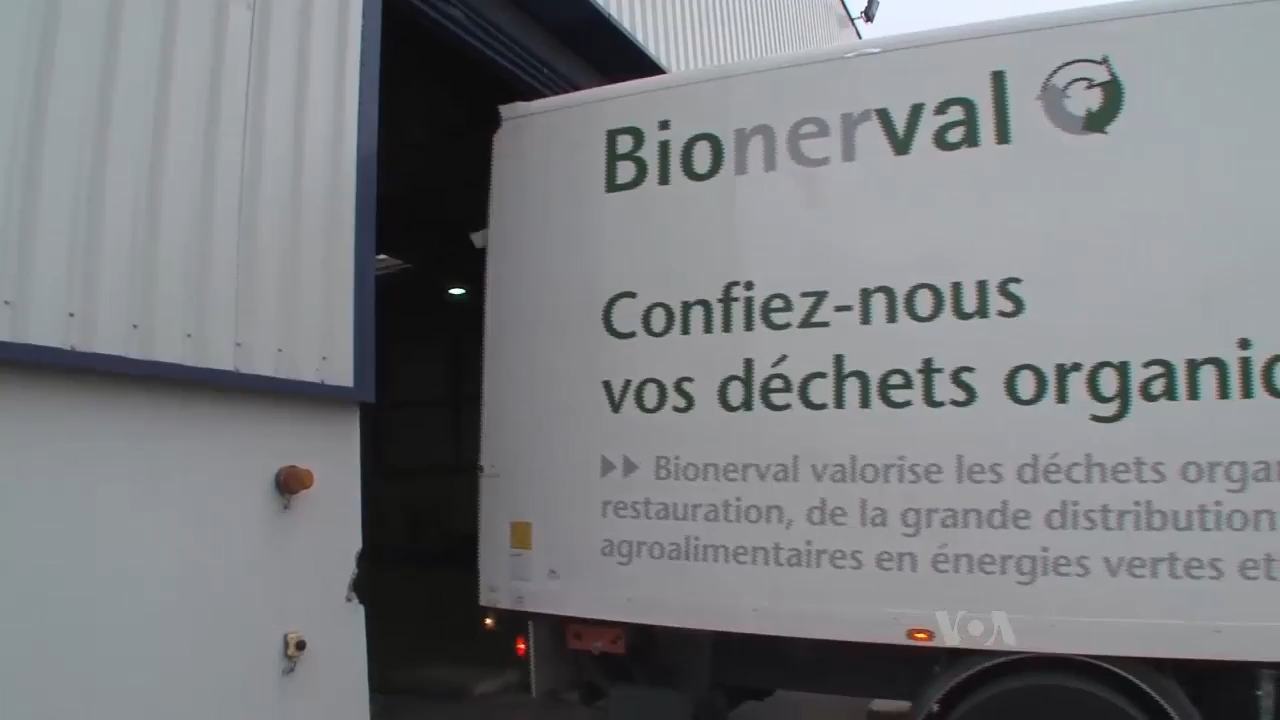 Bionerval
Confiez-nous
vos déchets organic
Bionerval valorise les déchets orga
restauration, de la grande distribution
agroalimentaires en énergies vertes et
VOA